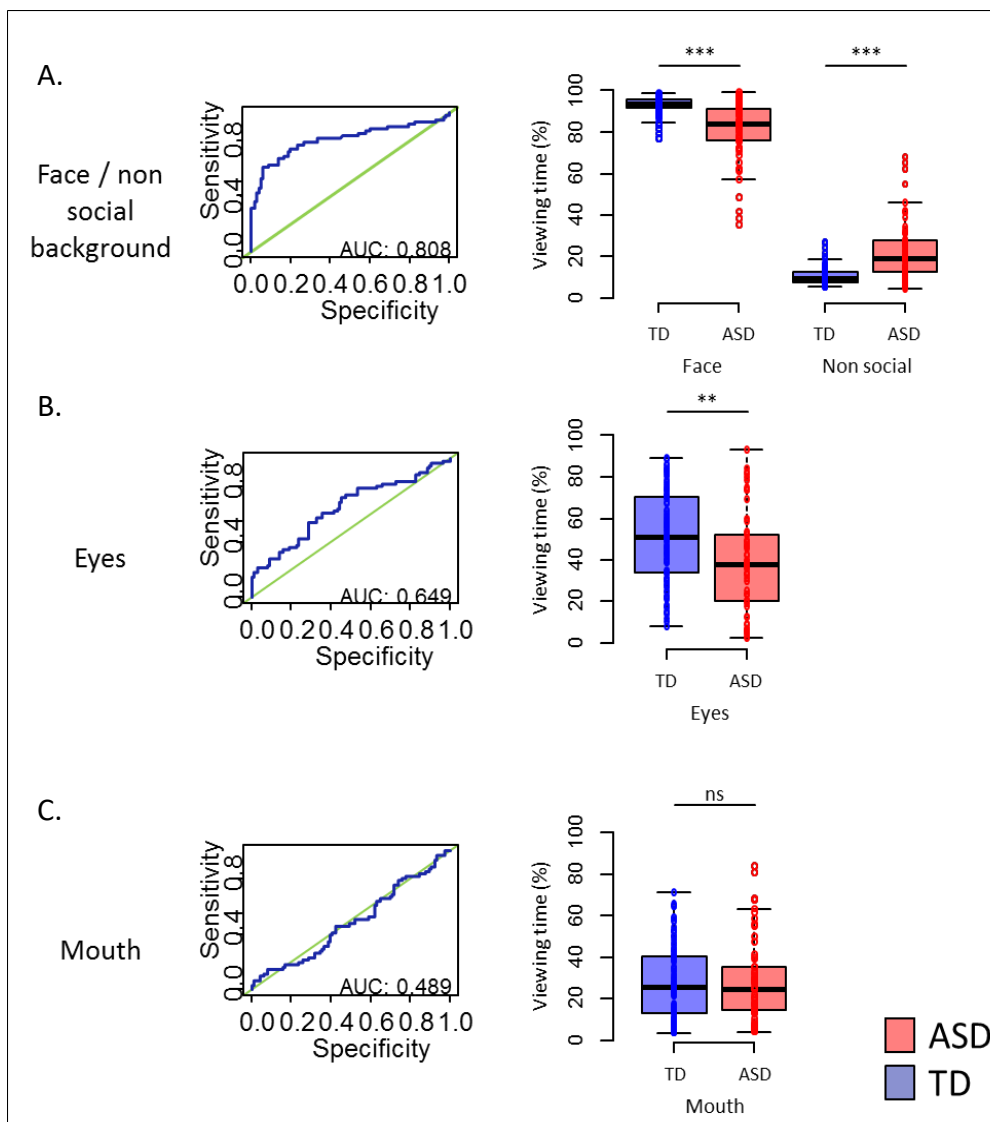 A.
Face / non
social
background
Sensitivity
0.0 0.4 0.8
AUC: 0.808
0.0 0.2 0.4 0.6 0.8 1.0
Specificity
*** ***
Viewing time (%)
0 20 40 60 80 100
TD ASD TD ASD
Face Non social
B.
Eyes
Sensitivity
0.0 0.4 0.8
AUC: 0.649
0.0 0.2 0.4 0.6 0.8 1.0
Specificity
**
Viewing time (%)
0 20 40 60 80 100
TD ASD
Eyes
C.
Mouth
Sensitivity
0.0 0.4 0.8
AUC: 0.489
0.0 0.2 0.4 0.6 0.8 1.0
Specificity
ns
Viewing time (%)
0 20 40 60 80 100
TD ASD
Mouth
ASD
TD